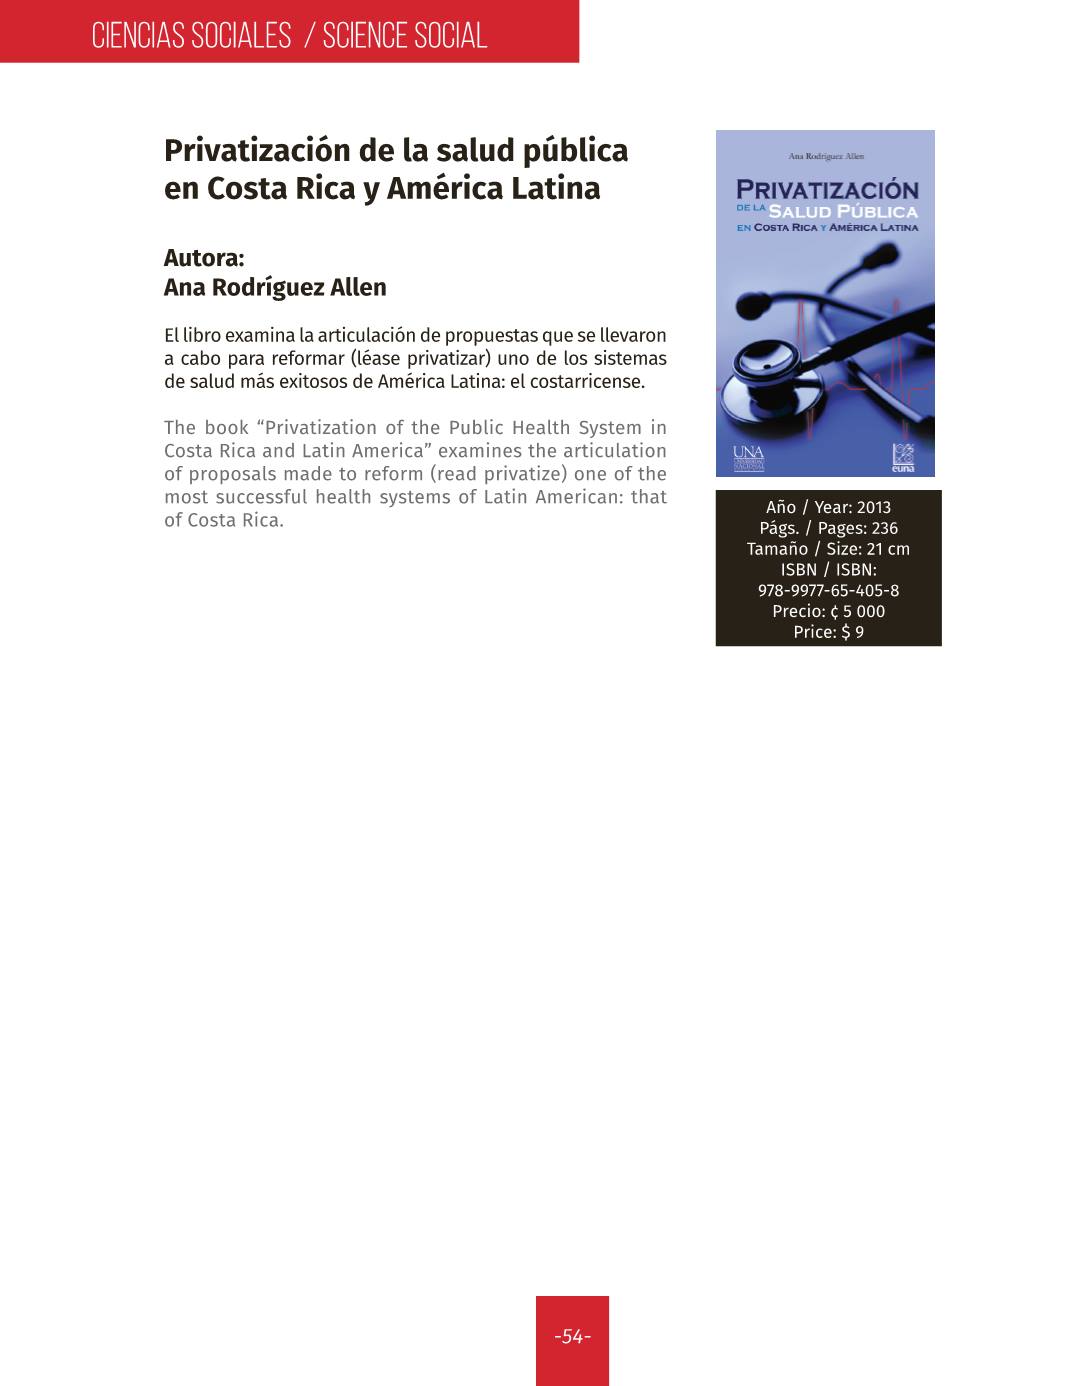 CIENCIAS SOCIALES / SCIENCE SOCIAL
Privatización de la salud pública
en Costa Rica y América Latina
Autora:
Ana Rodríguez Allen
El libro examina la articulación de propuestas que se llevaron
a cabo para reformar (léase privatizar) uno de los sistemas
de salud más exitosos de América Latina: el costarricense.
The book “Privatization of the Public Health System in
Costa Rica and Latin America” examines the articulation
of proposals made to reform (read privatize) one of the
most successful health systems of Latin American: that
of Costa Rica.
Ana Rodríguez Allen
PRIVATIZACIÓN
DE LA SALUD PÚBLICA
EN COSTA RICA Y AMÉRICA LATINA
UNA
UNIVERSIDAD
NACIONAL
euna
Año / Year: 2013
Págs. / Pages: 236
Tamaño / Size: 21 cm
ISBN / ISBN:
978-9977-65-405-8
Precio: ¢ 5 000
Price: $ 9
-54-